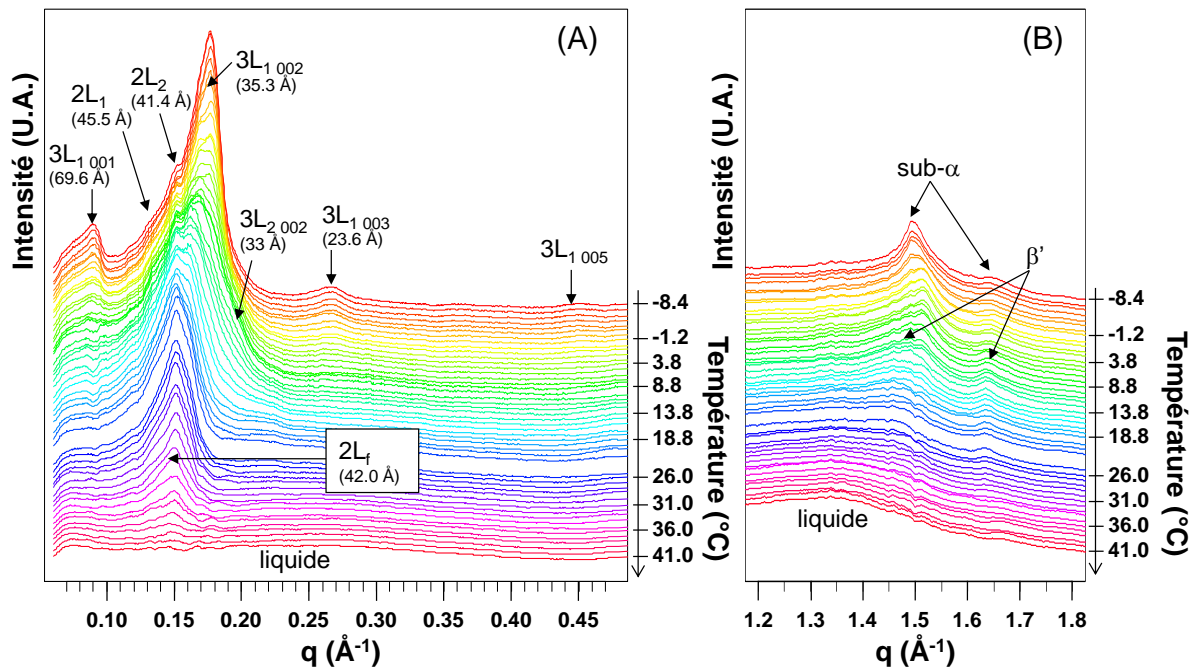 (A)
Intensité (U.A.)
3L1 001
(69.6 Å)
2L1
(45.5 Å)
2L2
(41.4 Å)
3L1 002
(35.3 Å)
3L2 002
(33 Å)
3L1 003
(23.6 Å)
3L1 005
2Lf
(42.0 Å)
liquide
-8.4
-1.2
3.8
8.8
13.8
18.8
26.0
31.0
36.0
41.0
Température (°C)
0.10 0.15 0.20 0.25 0.30 0.35 0.40 0.45
q (Å-1)
(B)
Intensité (U.A.)
sub-α
β’
liquide
-8.4
-1.2
3.8
8.8
13.8
18.8
26.0
31.0
36.0
41.0
Température (°C)
1.2 1.3 1.4 1.5 1.6 1.7 1.8
q (Å-1)